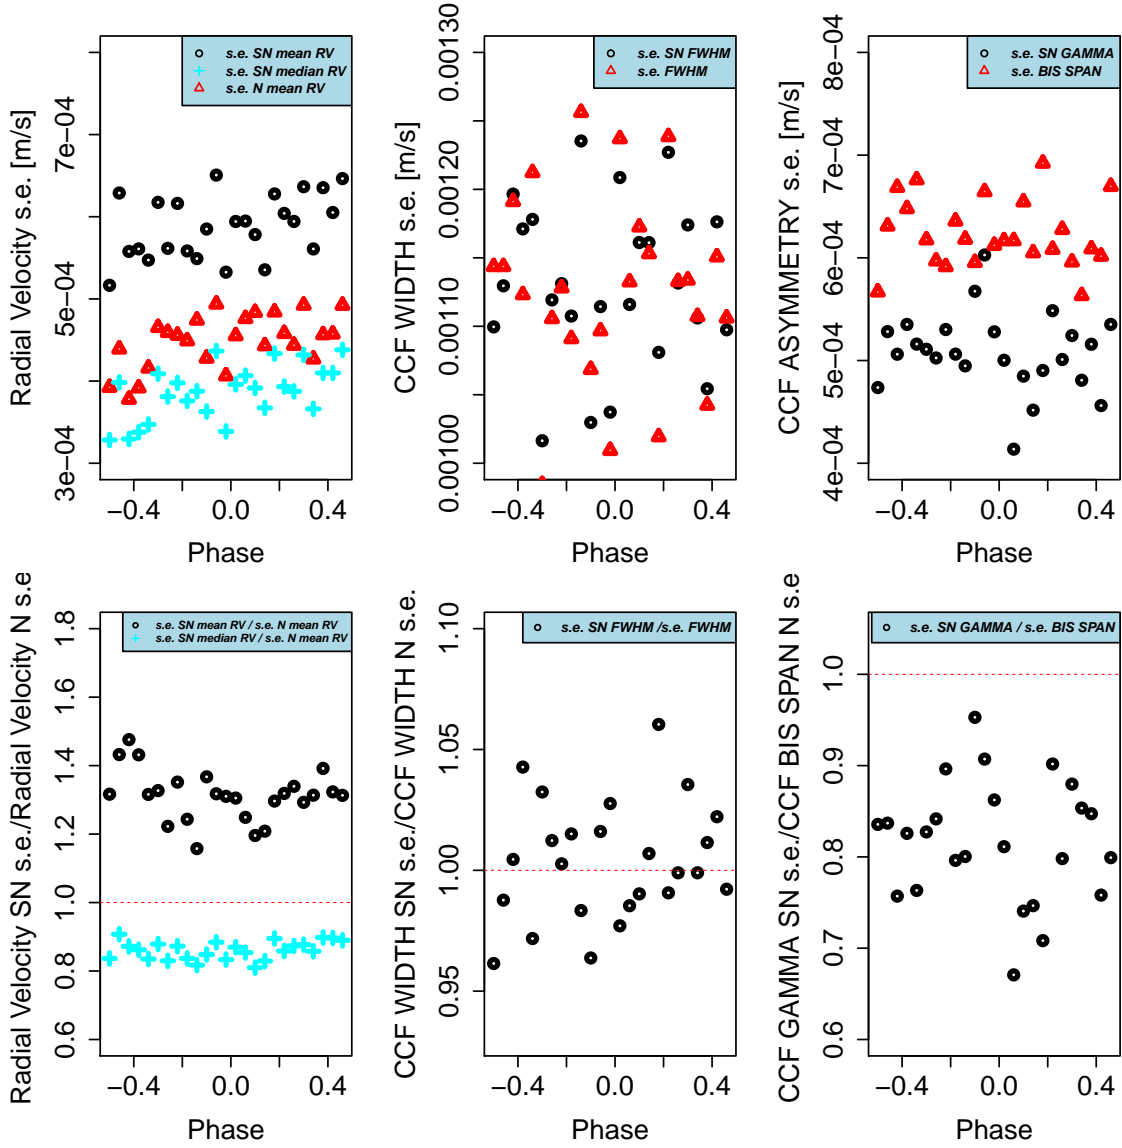 Radial Velocity s.e. [m/s]
3e−04
5e−04
7e−04
s.e. SN mean RV
s.e. SN median RV
s.e. N mean RV
−0.4
0.0
0.4
Phase
CCF WIDTH s.e. [m/s]
0.00100
0.00110
0.00120
0.00130
s.e. SN FWHM
s.e. FWHM
−0.4
0.0
0.4
Phase
CCF ASYMMETRY s.e. [m/s]
4e−04
5e−04
6e−04
7e−04
8e−04
s.e. SN GAMMA
s.e. BIS SPAN
−0.4
0.0
0.4
Phase
Radial Velocity SN s.e./Radial Velocity N s.e
0.6
0.8
1.0
1.2
1.4
1.6
1.8
s.e. SN mean RV / s.e. N mean RV
s.e. SN median RV / s.e. N mean RV
−0.4
0.0
0.4
Phase
CCF WIDTH SN s.e./CCF WIDTH N s.e.
0.95
1.00
1.05
1.10
s.e. SN FWHM /s.e. FWHM
−0.4
0.0
0.4
Phase
CCF GAMMA SN s.e./CCF BIS SPAN N s.e
0.6
0.7
0.8
0.9
1.0
s.e. SN GAMMA / s.e. BIS SPAN
−0.4
0.0
0.4
Phase